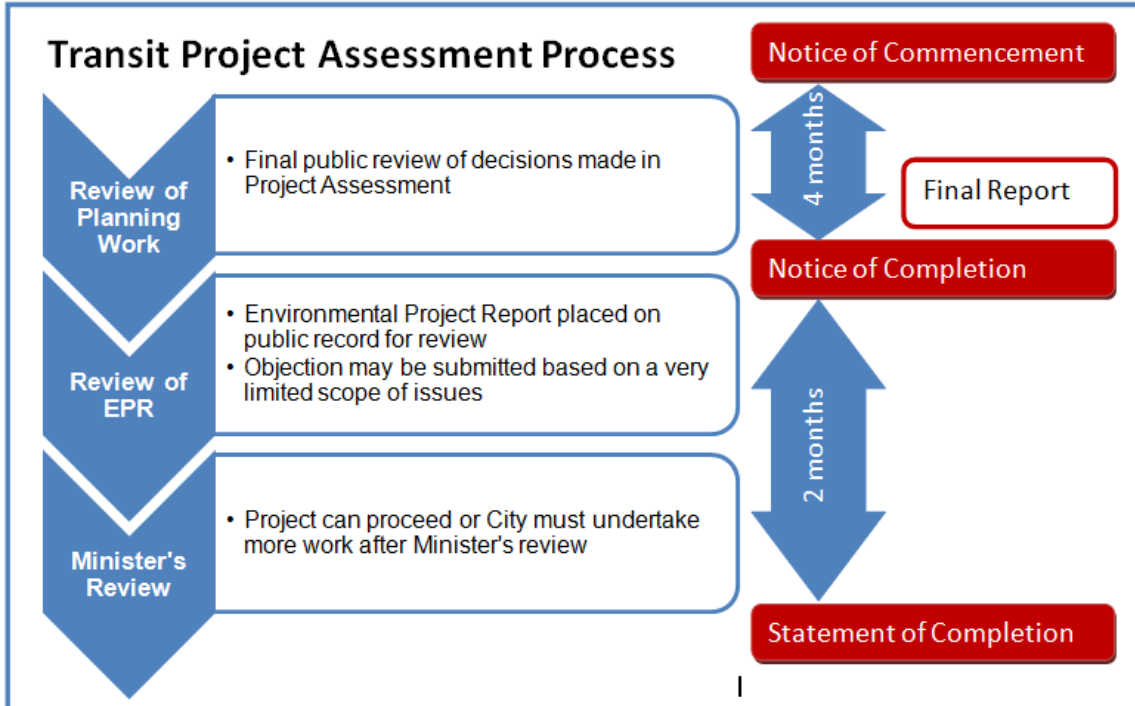 Transit Project Assessment Process
Review of
Planning
Work
• Final public review of decisions made in
Project Assessment
Review of
EPR
• Environmental Project Report placed on
public record for review
• Objection may be submitted based on a very
limited scope of issues
Minister's
Review
• Project can proceed or City must undertake
more work after Minister's review
Notice of Commencement
4 months
Final Report
Notice of Completion
2 months
Statement of Completion